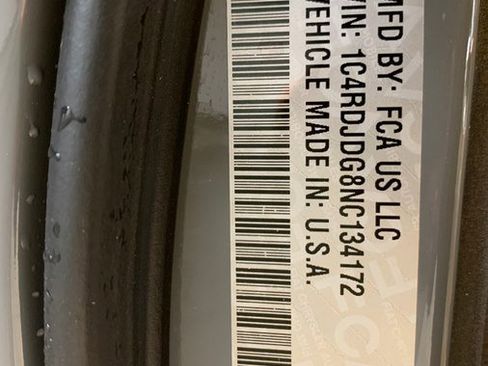 MFD BY: FCA US LLC
VIN: 1C4RDJDG8NC134172
VEHICLE MADE IN: U.S.A.